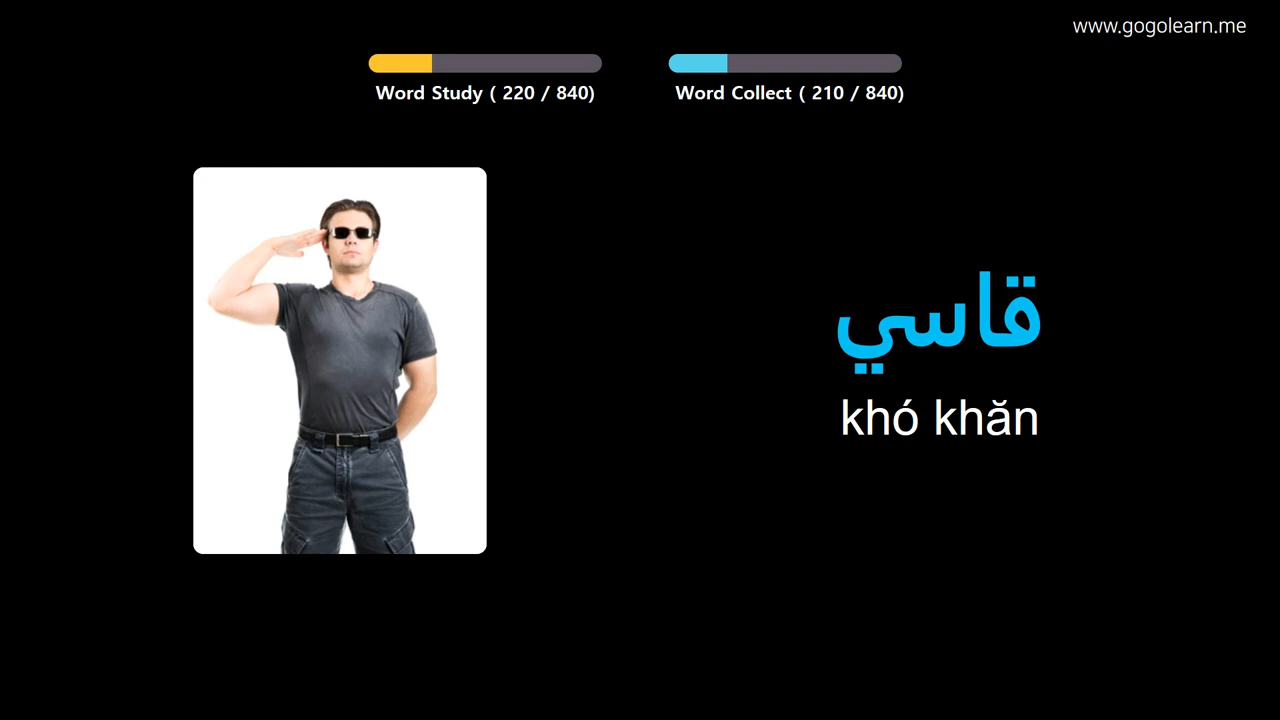 www.gogolearn.me
Word Study ( 220 / 840)
Word Collect ( 210 / 840)
قاسي
khó khăn